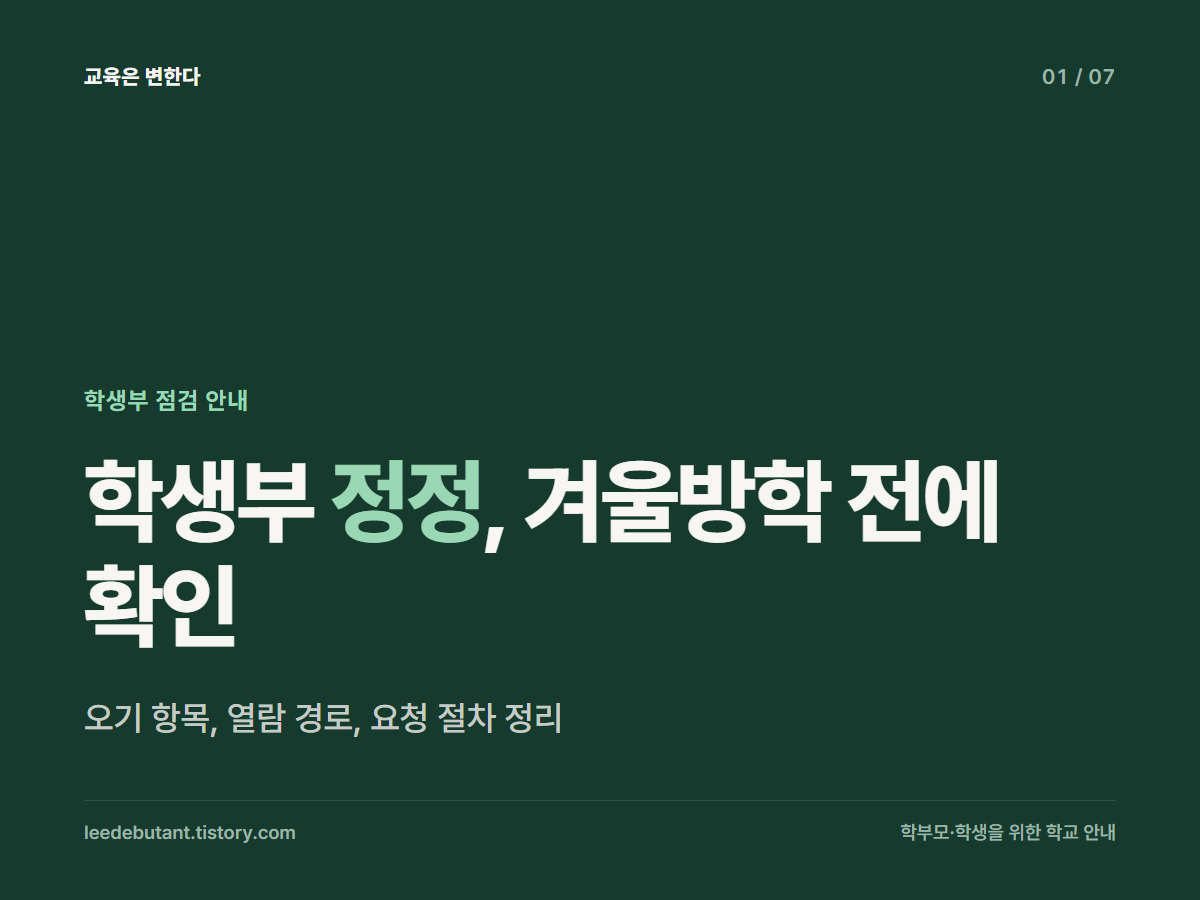 교육은 변한다
01 / 07
학생부 점검 안내
학생부 정정, 겨울방학 전에
확인
오기 항목, 열람 경로, 요청 절차 정리
leedebutant.tistory.com
학부모·학생을 위한 학교 안내